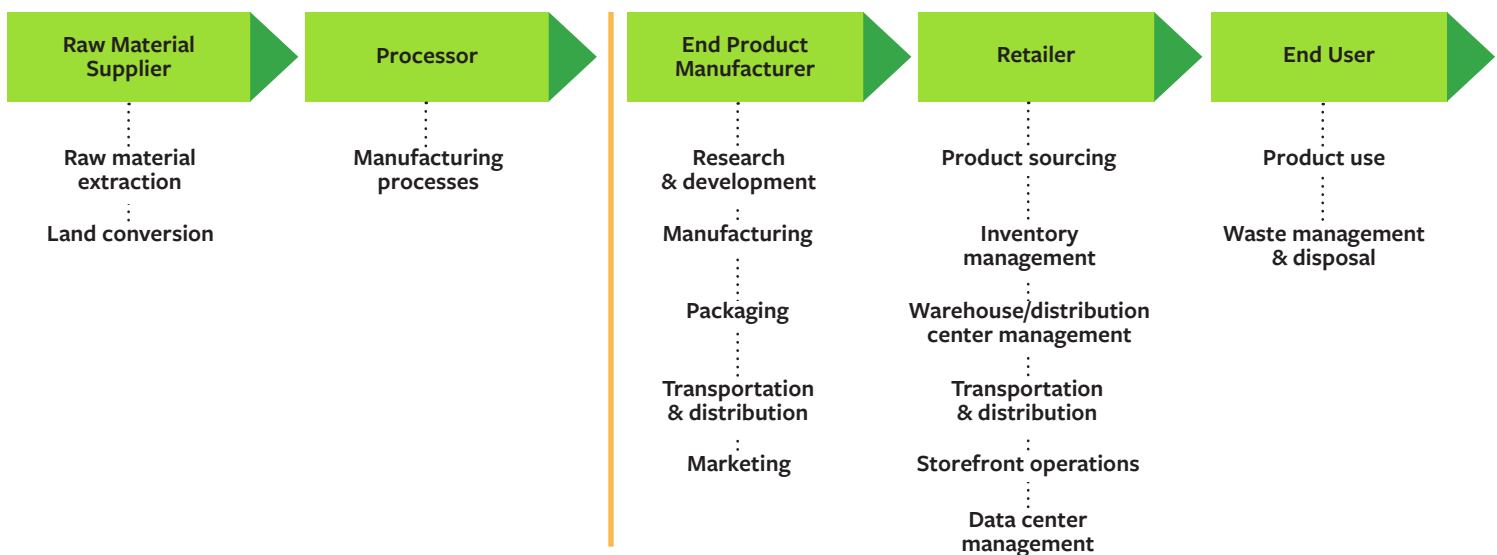 Raw Material
Supplier
Processor
End Product
Manufacturer
Retailer
End User
Raw material
extraction
Land conversion
Manufacturing
processes
Research
& development
Manufacturing
Packaging
Transportation
& distribution
Marketing
Product sourcing
Inventory
management
Warehouse/distribution
center management
Transportation
& distribution
Storefront operations
Data center
management
Product use
Waste management
& disposal